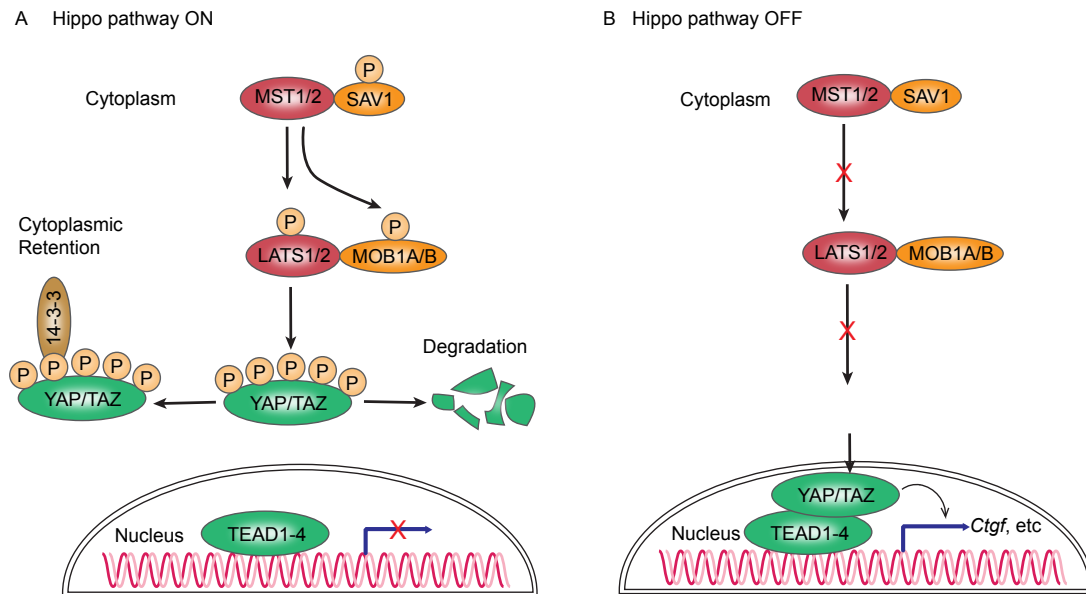 A Hippo pathway ON
P
Cytoplasm
MST1/2
SAV1
P
P
Cytoplasmic
Retention
LATS1/2
MOB1A/B
14-3-3
Degradation
P
P
P
P
P
P
P
P
P
P
YAP/TAZ
YAP/TAZ
Nucleus
TEAD1-4
X
B Hippo pathway OFF
Cytoplasm
MST1/2
SAV1
X
LATS1/2
MOB1A/B
X
YAP/TAZ
Nucleus
TEAD1-4
Ctgf, etc